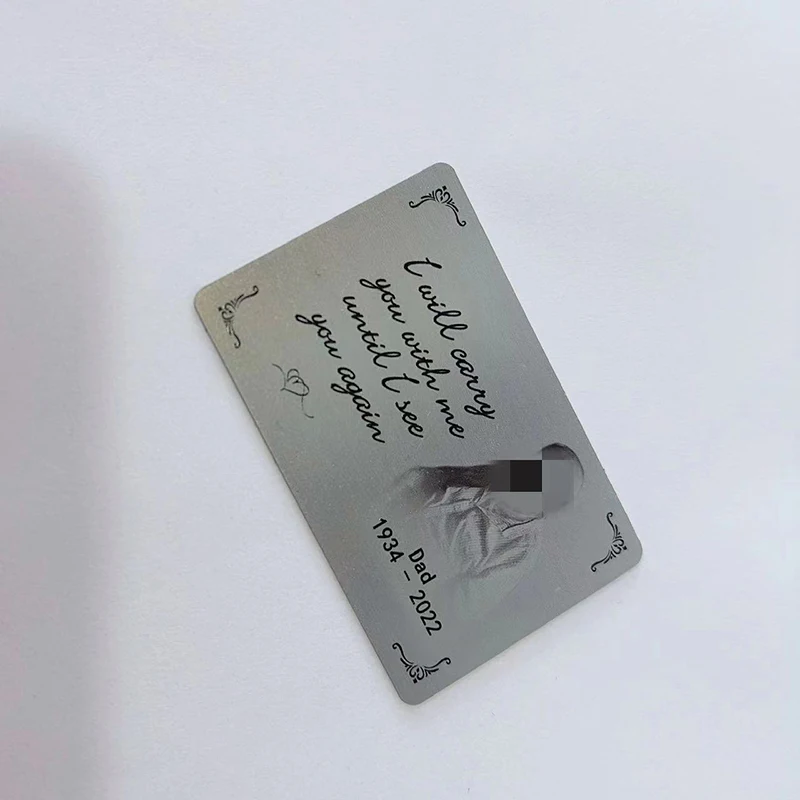 I will carry
you with me
until I see
you again
Dad
1934 - 2022